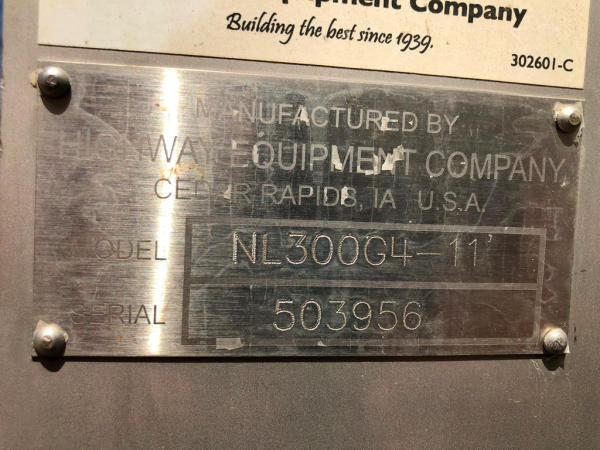 Equipment Company
Building the best since 1939.
302601-C
MANUFACTURED BY
HIGHWAY EQUIPMENT COMPANY
CEDAR RAPIDS, IA U.S.A.
MODEL NL300G4-11'
SERIAL 503956